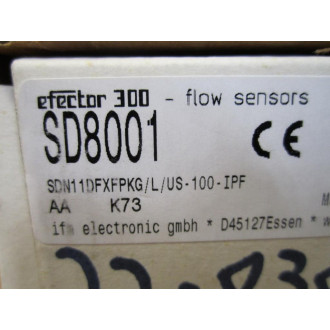 efector 300 - flow sensors
SD8001 CE
SDN11DFXFPKG/L/US-100-IPF
AA K73
ifm electronic gmbh * D45127Essen *